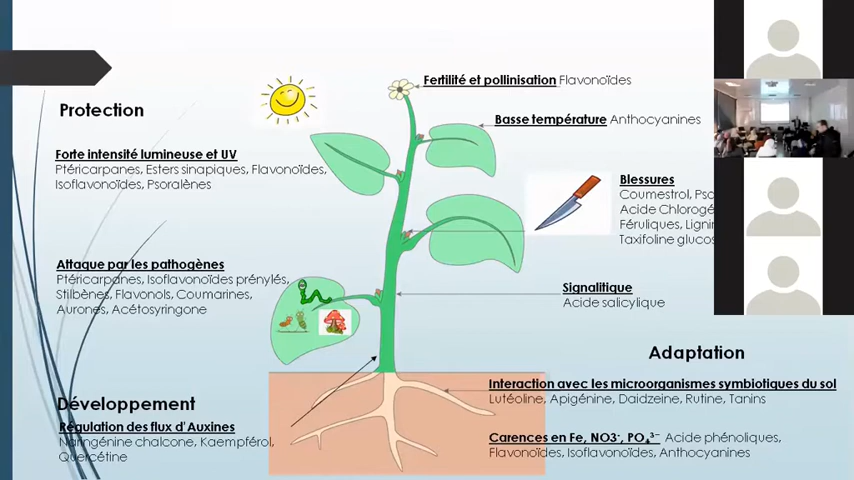 Fertilité et pollinisation Flavonoïdes
Protection
Basse température Anthocyanines
Forte intensité lumineuse et UV
Ptéricarpanes, Esters sinapiques, Flavonoïdes,
Isoflavonoïdes, Psoralènes
Blessures
Coumestrol,
Acide
Féruliques,
Taxifoline
Attaque par les pathogènes
Ptéricarpanes, Isoflavonoïdes prénylés,
Stilbènes, Flavonols, Coumarines,
Aurones, Acétosyringone
Signalitique
Acide salicylique
Adaptation
Interaction avec les microorganismes symbiotiques du sol
Lutéoline, Apigénine, Daidzeine, Rutine, Tanins
Carences en Fe, NO3-, PO₄³⁻ Acide phénoliques,
Flavonoïdes, Isoflavonoïdes, Anthocyanines
Développement
Régulation des flux d'Auxines
Naringénine chalcone, Kaempférol,
Quercétine